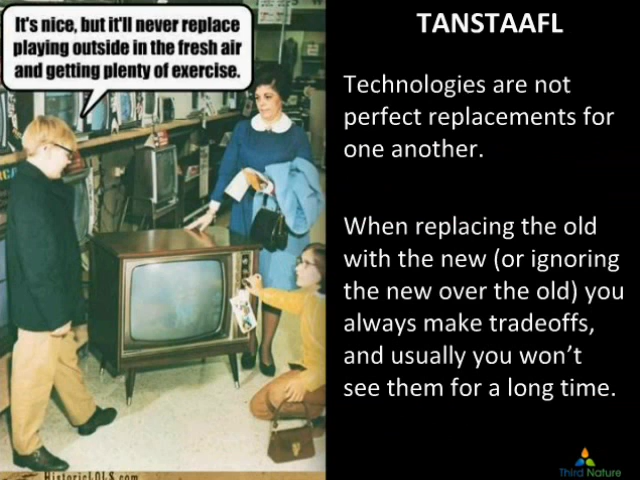 It's nice, but it'll never replace
playing outside in the fresh air
and getting plenty of exercise.
TANSTAAFL
Technologies are not
perfect replacements for
one another.
When replacing the old
with the new (or ignoring
the new over the old) you
always make tradeoffs,
and usually you won't
see them for a long time.
HistoricLOLS.com
Third Nature